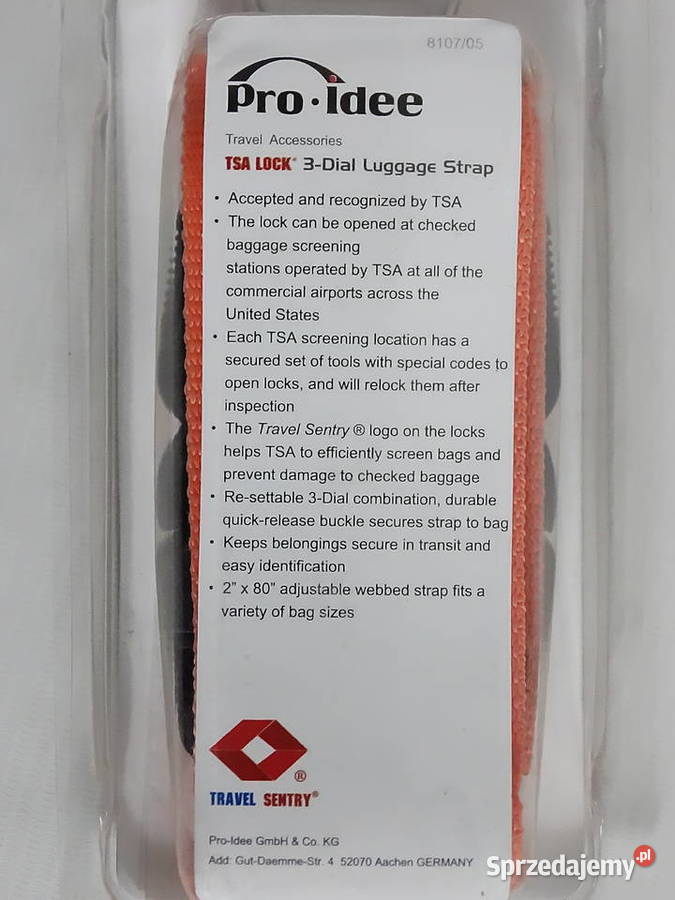 8107/05
Pro·Idee
Travel Accessories
TSA LOCK® 3-Dial Luggage Strap
• Accepted and recognized by TSA
• The lock can be opened at checked
baggage screening
stations operated by TSA at all of the
commercial airports across the
United States
• Each TSA screening location has a
secured set of tools with special codes to
open locks, and will relock them after
inspection
• The Travel Sentry ® logo on the locks
helps TSA to efficiently screen bags and
prevent damage to checked baggage
• Re-settable 3-Dial combination, durable
quick-release buckle secures strap to bag
• Keeps belongings secure in transit and
easy identification
• 2” x 80” adjustable webbed strap fits a
variety of bag sizes
®
TRAVEL SENTRY®
Pro-Idee GmbH & Co. KG
Add: Gut-Daemme-Str. 4 52070 Aachen GERMANY
Sprzedajemy.pl